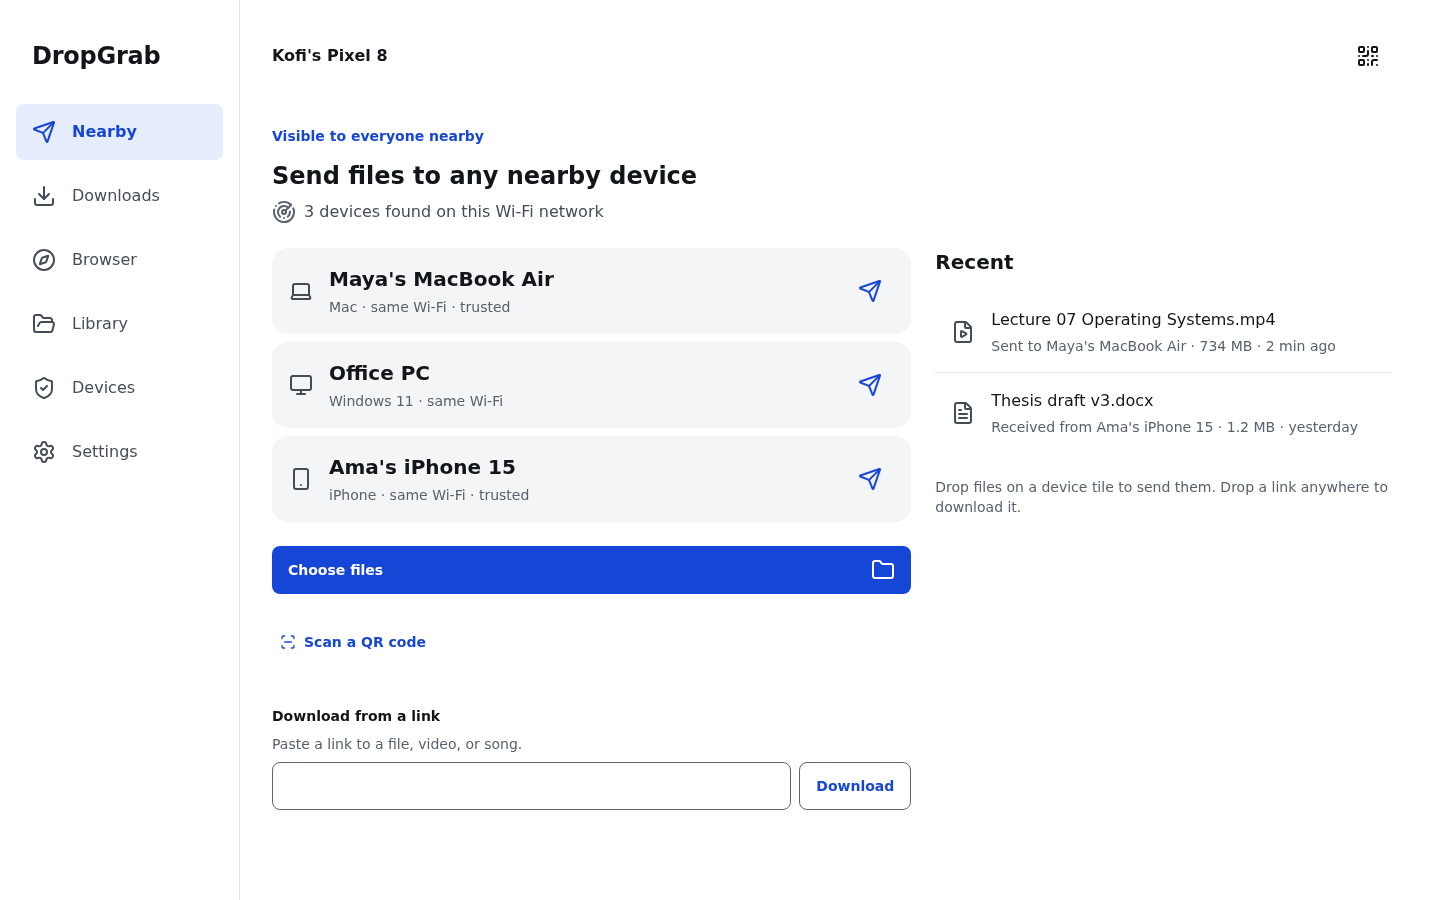 DropGrab
Nearby
Downloads
Browser
Library
Devices
Settings
Kofi's Pixel 8
Visible to everyone nearby
Send files to any nearby device
3 devices found on this Wi-Fi network
Maya's MacBook Air
Mac · same Wi-Fi · trusted
Office PC
Windows 11 · same Wi-Fi
Ama's iPhone 15
iPhone · same Wi-Fi · trusted
Choose files
Scan a QR code
Download from a link
Paste a link to a file, video, or song.
Download
Recent
Lecture 07 Operating Systems.mp4
Sent to Maya's MacBook Air · 734 MB · 2 min ago
Thesis draft v3.docx
Received from Ama's iPhone 15 · 1.2 MB · yesterday
Drop files on a device tile to send them. Drop a link anywhere to
download it.